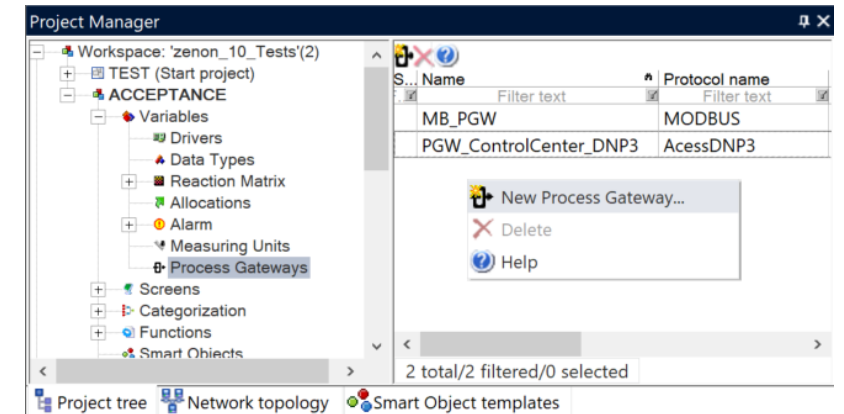 Project Manager
Workspace: 'zenon_10_Tests'(2)
TEST (Start project)
ACCEPTANCE
Variables
Drivers
Data Types
Reaction Matrix
Allocations
Alarm
Measuring Units
Process Gateways
Screens
Categorization
Functions
Smart Objects
S... Name Protocol name
Filter text Filter text
MB_PGW MODBUS
PGW_ControlCenter_DNP3 AcessDNP3
New Process Gateway...
Delete
Help
2 total/2 filtered/0 selected
Project tree Network topology Smart Object templates